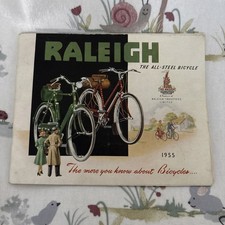 RALEIGH
THE ALL-STEEL BICYCLE
1955
The more you know about Bicycles....